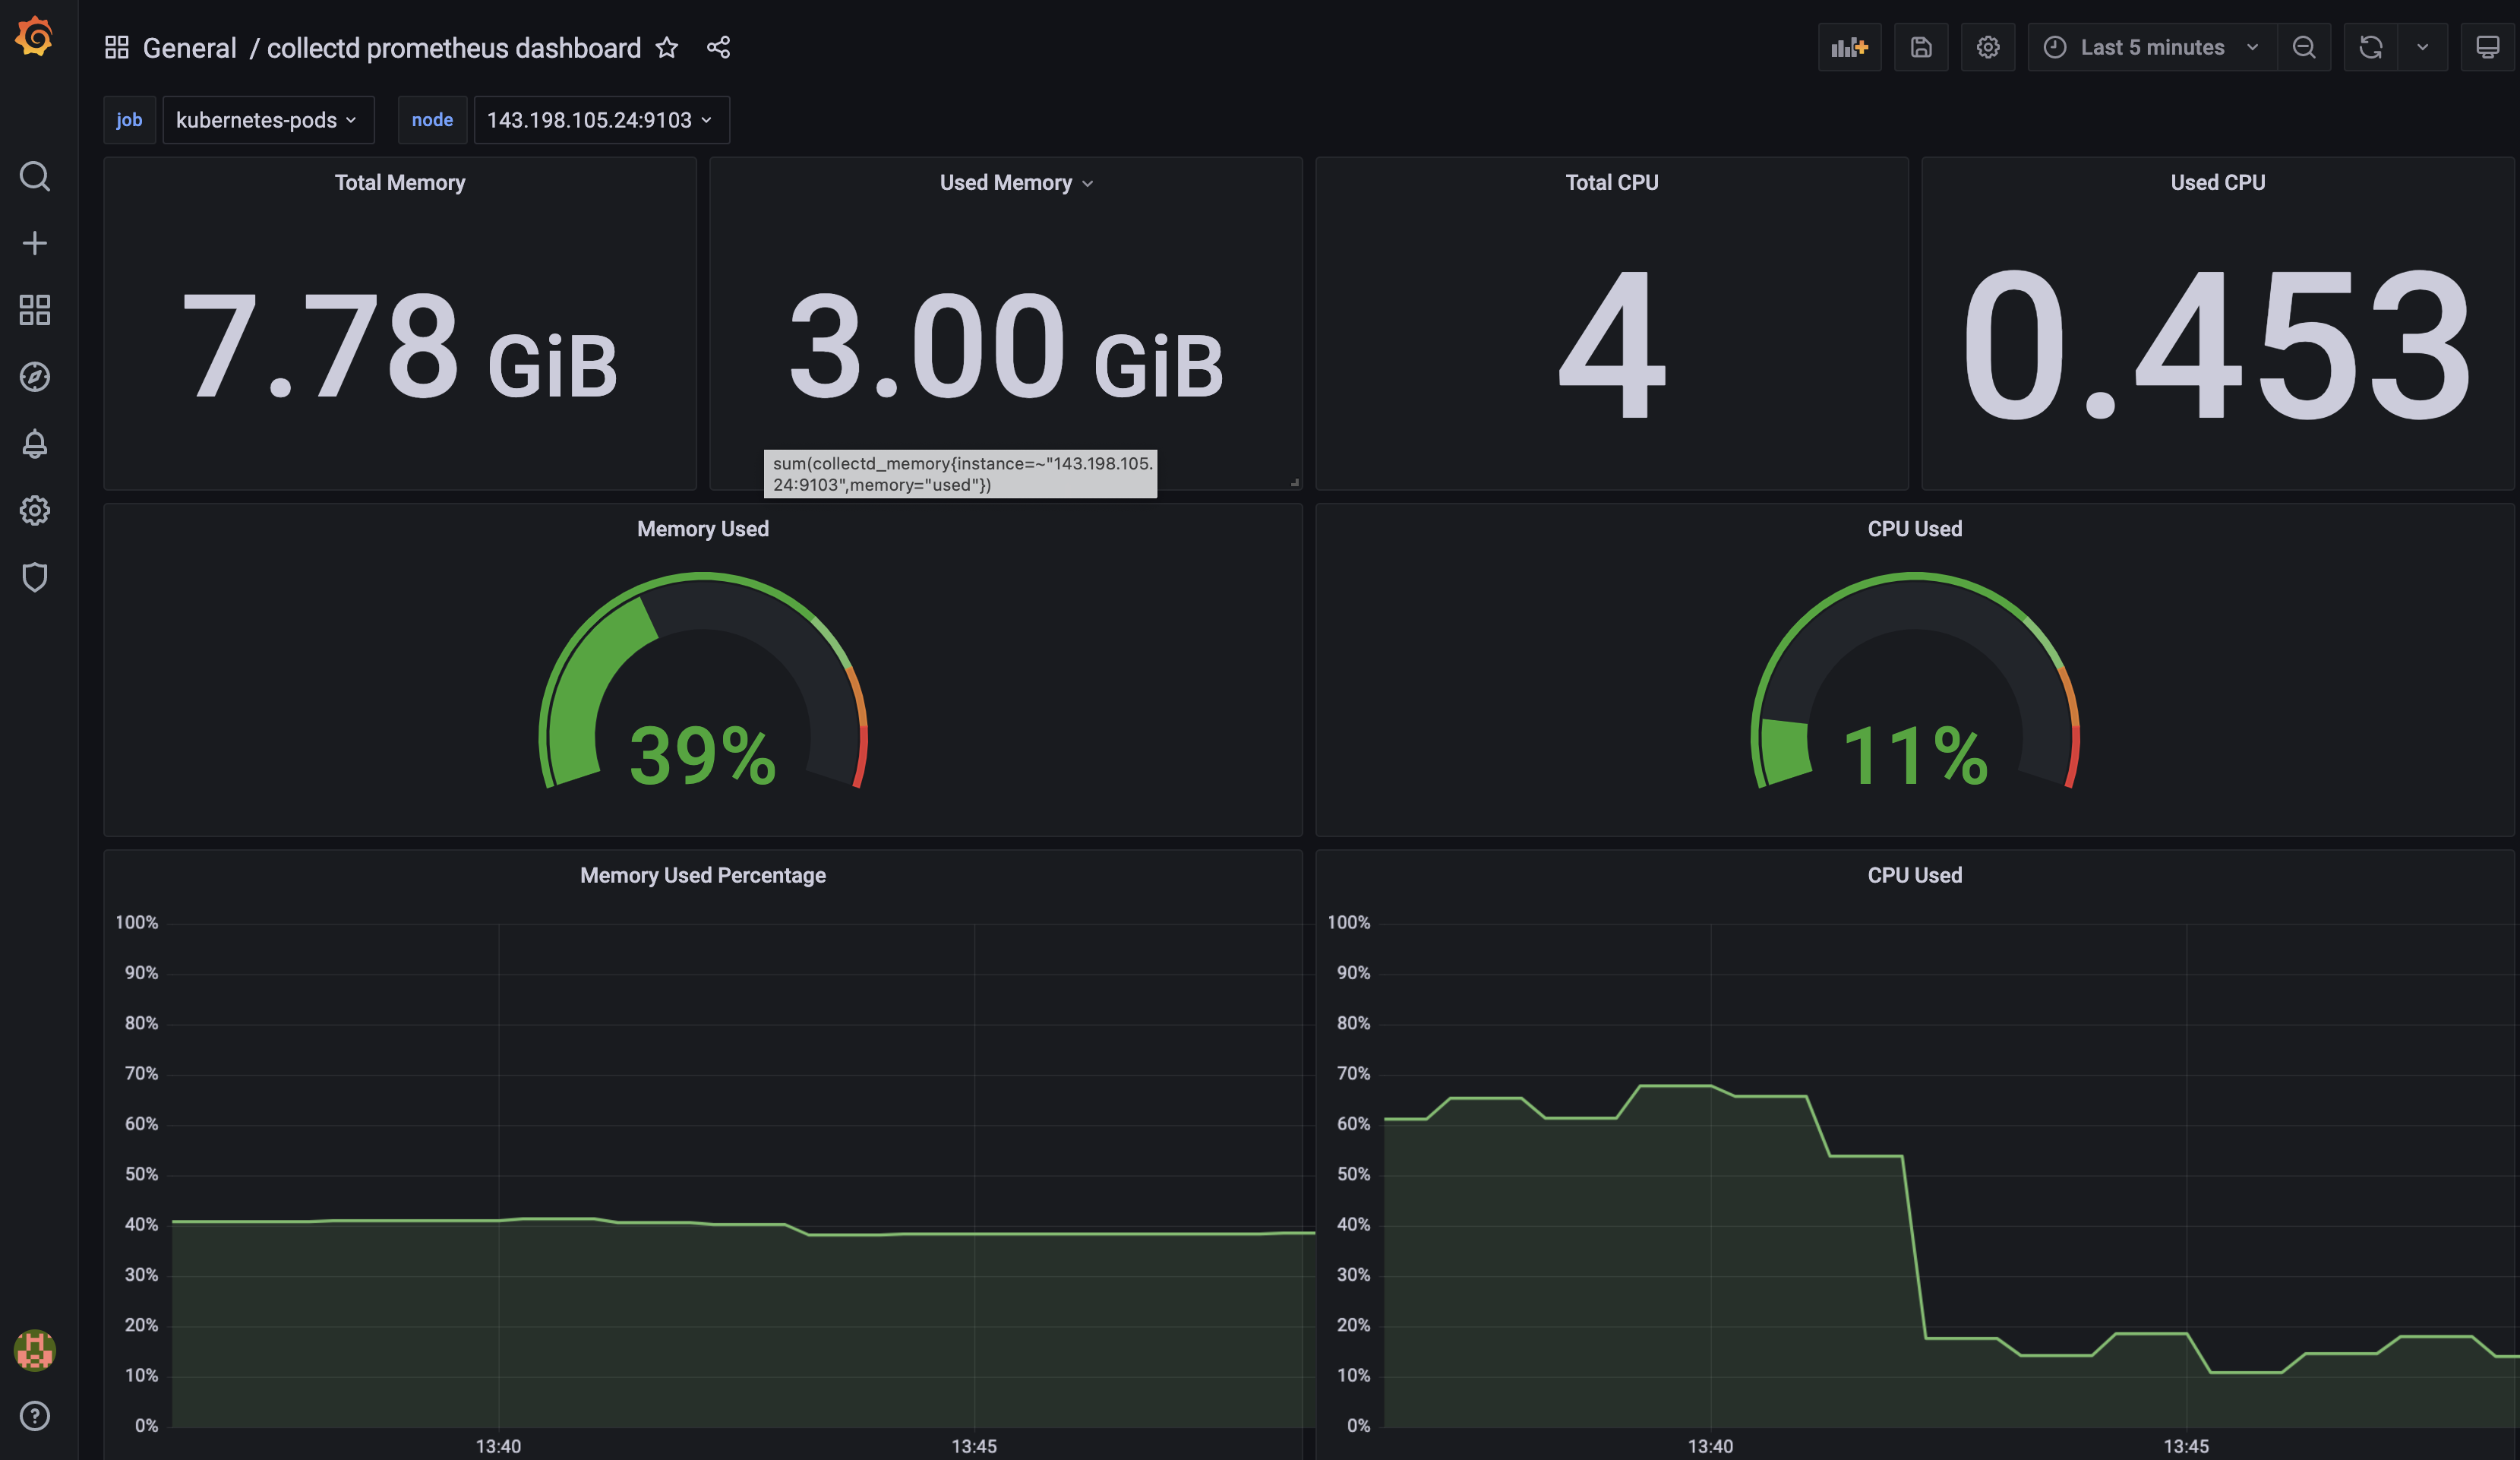 General / collectd prometheus dashboard
Last 5 minutes
job kubernetes-pods node 143.198.105.24:9103
Total Memory
7.78 GiB
Used Memory
3.00 GiB
sum(collectd_memory{instance=~"143.198.105.
24:9103",memory="used"})
Total CPU
4
Used CPU
0.453
Memory Used
39%
CPU Used
11%
Memory Used Percentage
100%
90%
80%
70%
60%
50%
40%
30%
20%
10%
0%
13:40 13:45
CPU Used
100%
90%
80%
70%
60%
50%
40%
30%
20%
10%
0%
13:40 13:45